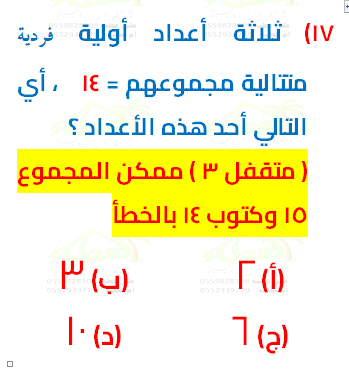 ١٧) ثلاثة أعداد أولية فردية
متتالية مجموعهم = ١٤ ، أي
التالي أحد هذه الأعداد ؟
( متقفل ٣ ) ممكن المجموع
١٥ وكتوب ١٤ بالخطأ
(أ) ٢ (ب) ٣
(ج) ٦ (د) ١٠